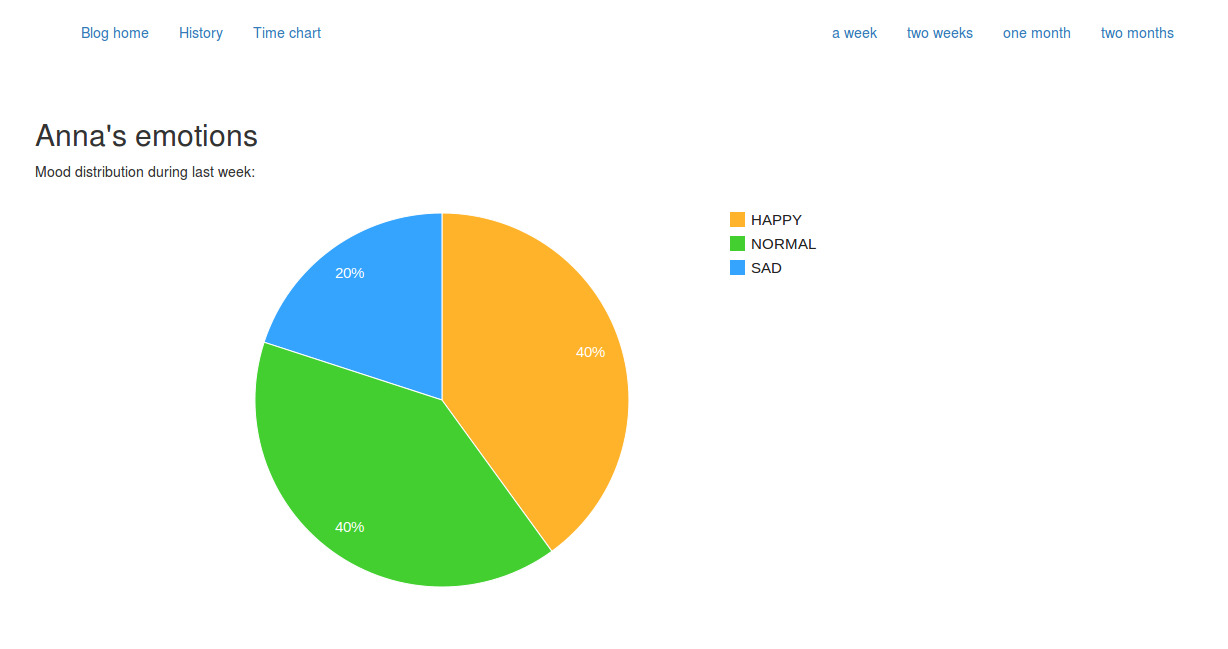 Blog home History Time chart a week two weeks one month two months
Anna's emotions
Mood distribution during last week:
HAPPY
NORMAL
SAD
20%
40%
40%